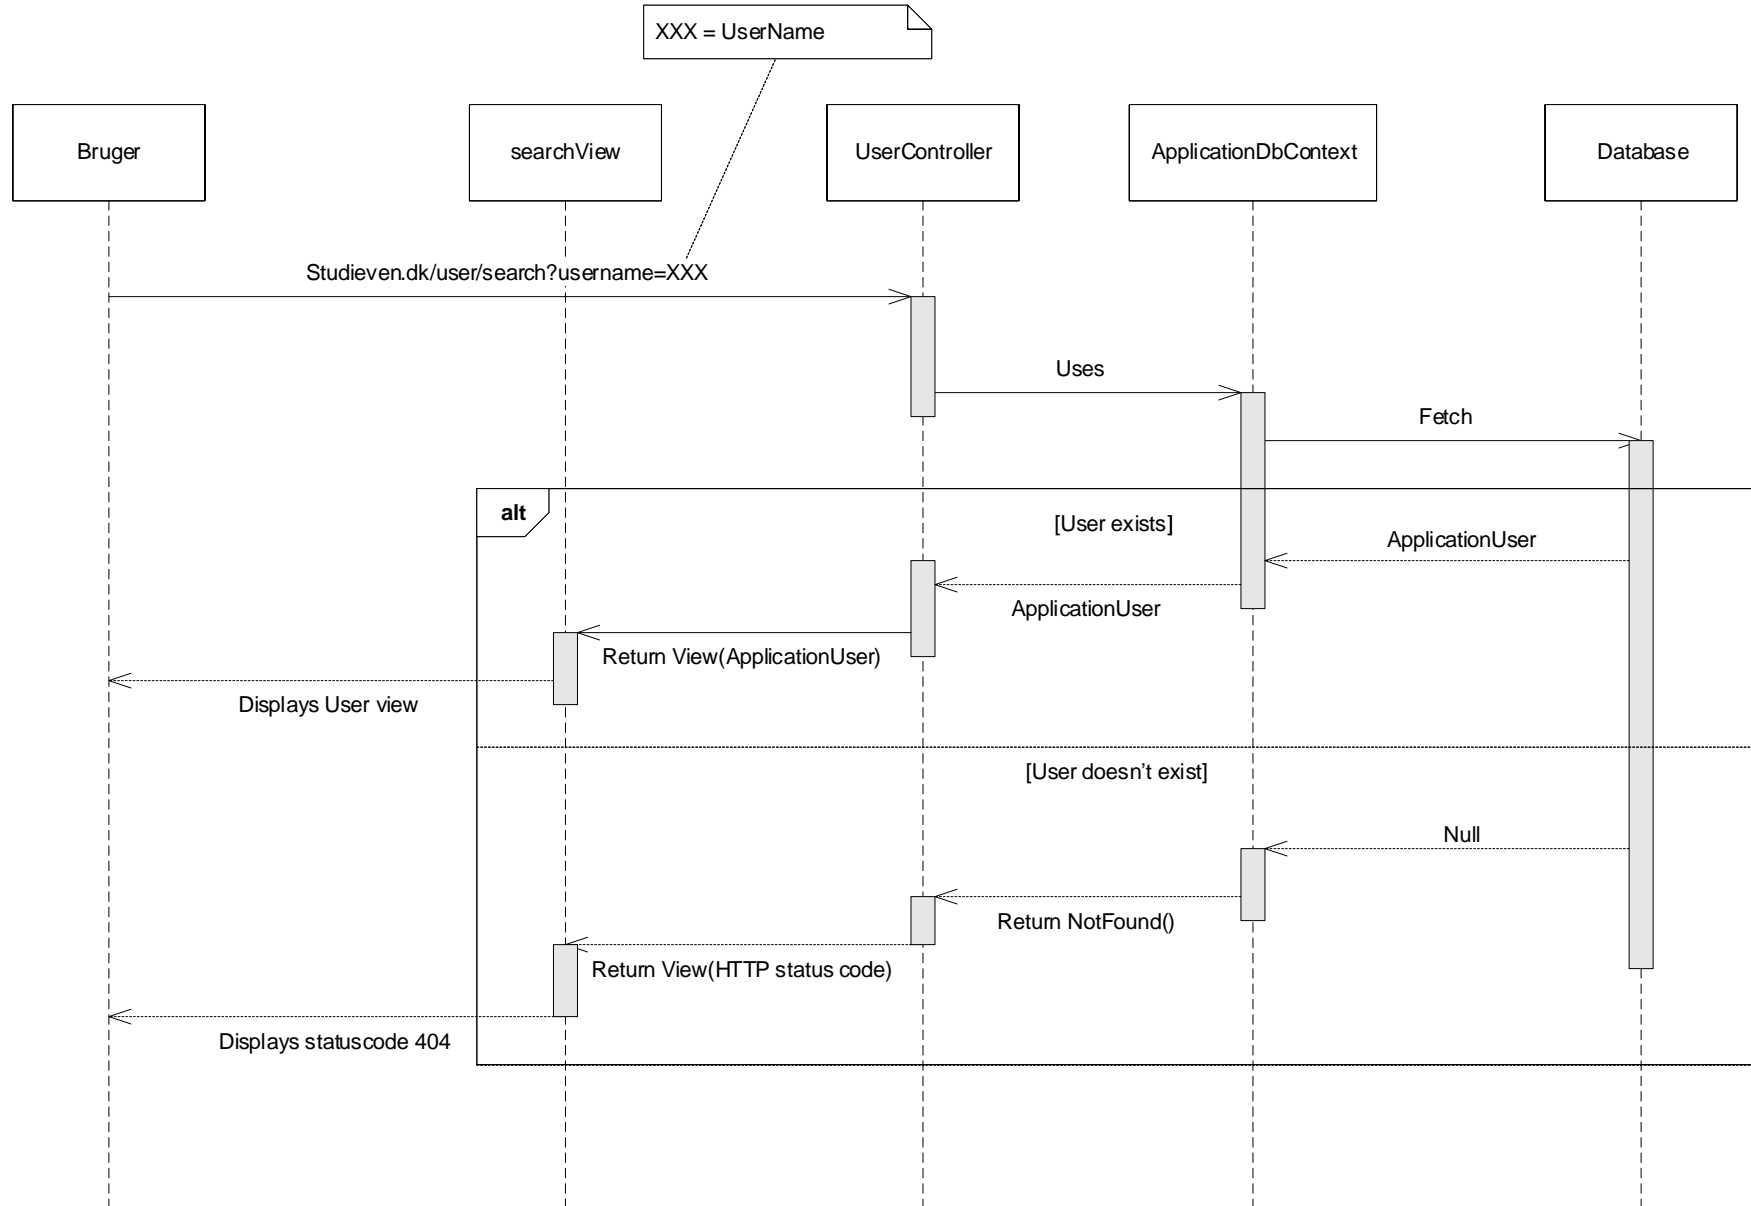 XXX = UserName
Bruger
searchView
UserController
ApplicationDbContext
Database
Studieven.dk/user/search?username=XXX
Uses
Fetch
alt
[User exists]
ApplicationUser
ApplicationUser
Return View(ApplicationUser)
Displays User view
[User doesn't exist]
Null
Return NotFound()
Return View(HTTP status code)
Displays statuscode 404